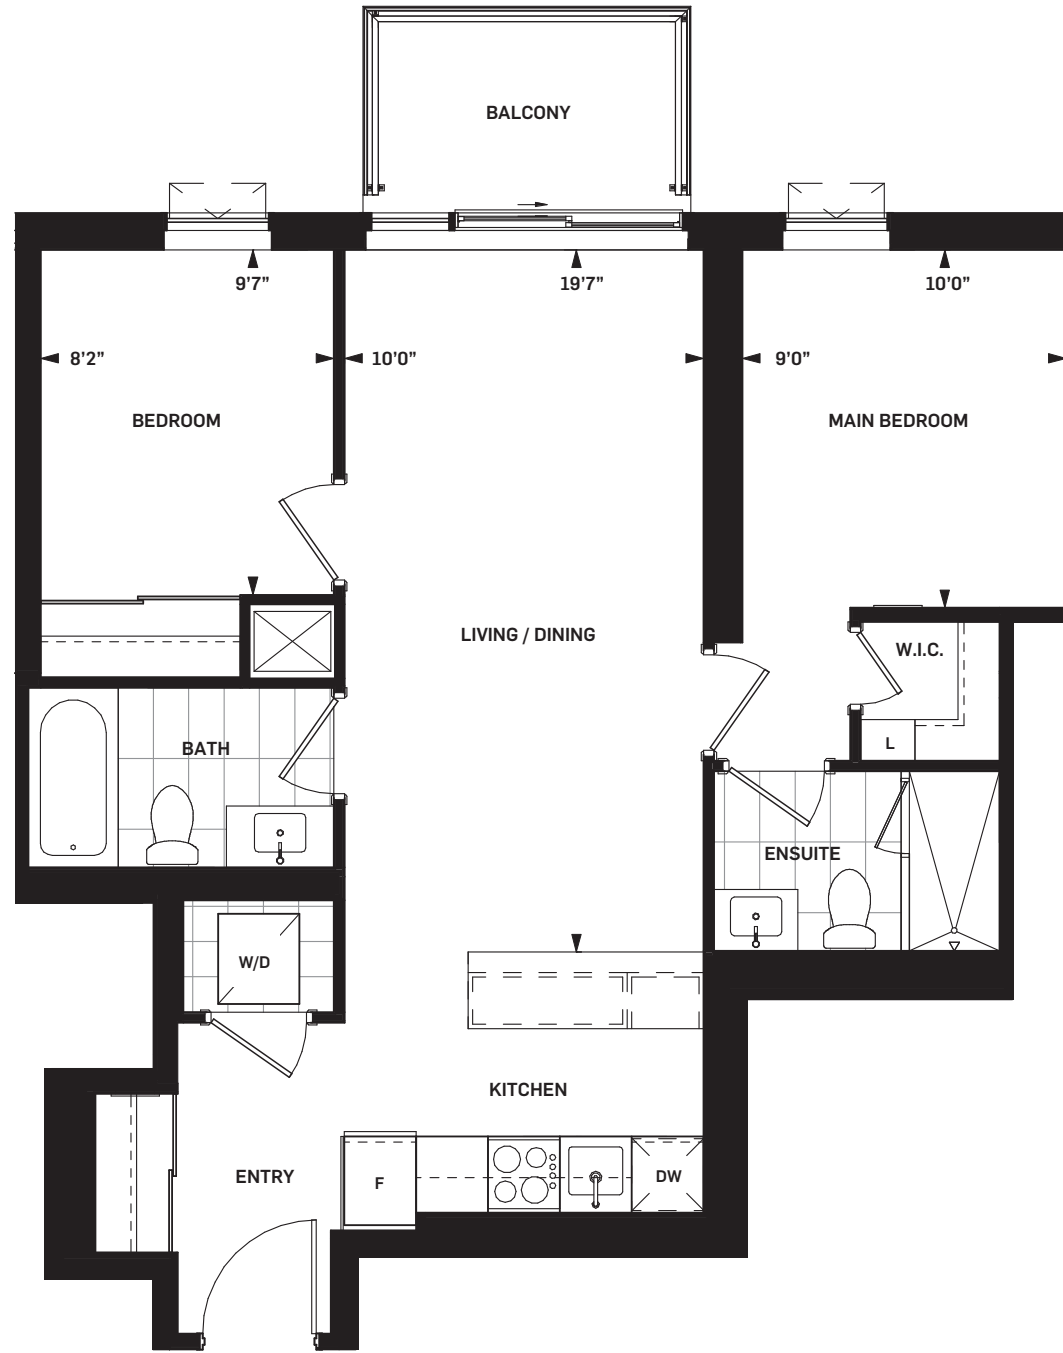 BALCONY
9’7”
19’7”
10’0”
8’2”
10’0”
9’0”
BEDROOM
MAIN BEDROOM
LIVING / DINING
W.I.C.
L
BATH
ENSUITE
W/D
KITCHEN
ENTRY
F
DW